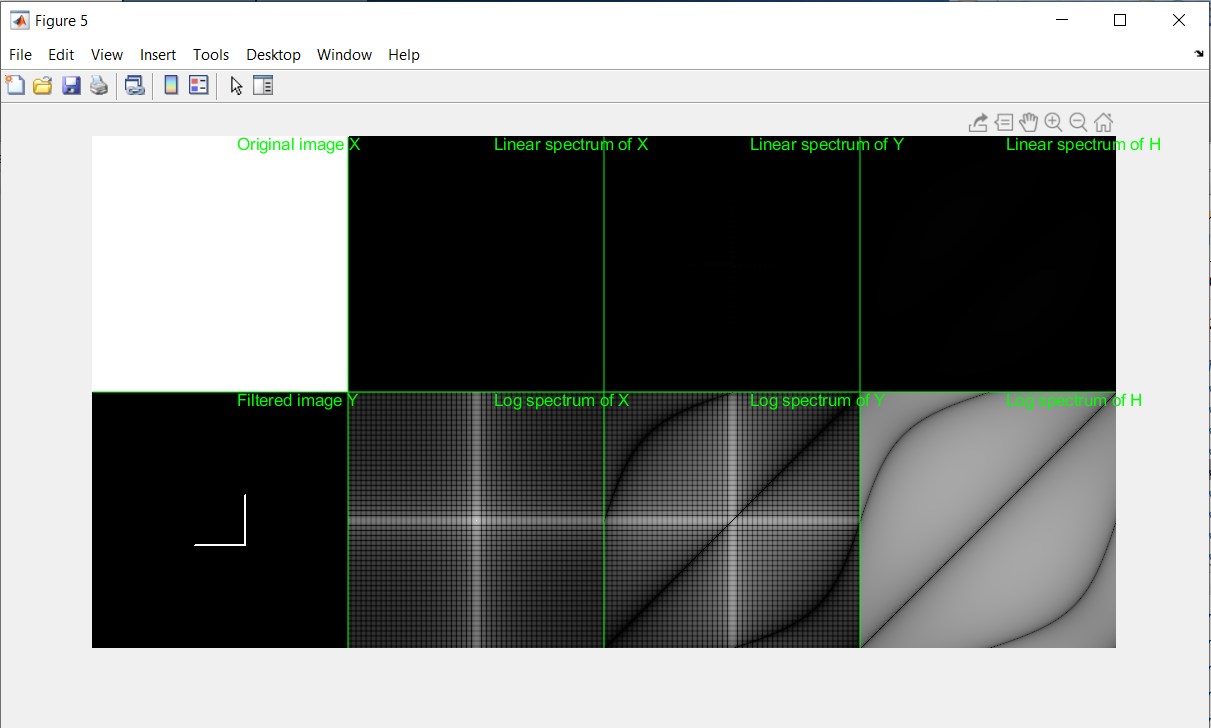 Figure 5
File Edit View Insert Tools Desktop Window Help
Original image X
Linear spectrum of X
Linear spectrum of Y
Linear spectrum of H
Filtered image Y
Log spectrum of X
Log spectrum of Y
Log spectrum of H